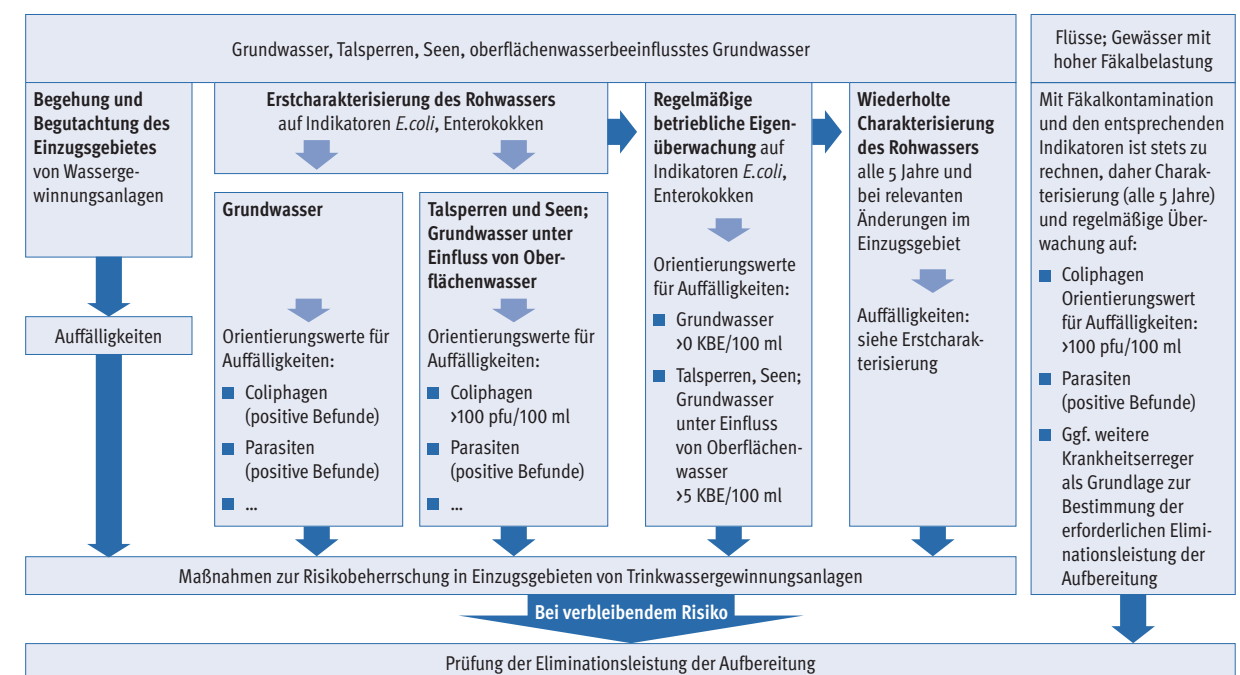 Grundwasser, Talsperren, Seen, oberflächenwasserbeeinflusstes Grundwasser
Begehung und
Begutachtung des
Einzugsgebietes
von Wasserge-
winnungsanlagen
Auffälligkeiten
Erstcharakterisierung des Rohwassers
auf Indikatoren E.coli, Enterokokken
Grundwasser
Orientierungswerte für
Auffälligkeiten:
Coliphagen
(positive Befunde)
Parasiten
(positive Befunde)
...
Talsperren und Seen;
Grundwasser unter
Einfluss von Ober-
flächenwasser
Orientierungswerte für
Auffälligkeiten:
Coliphagen
>100 pfu/100 ml
Parasiten
(positive Befunde)
...
Regelmäßige
betriebliche Eigen-
überwachung auf
Indikatoren E.coli,
Enterokokken
Orientierungswerte
für Auffälligkeiten:
Grundwasser
>0 KBE/100 ml
Talsperren, Seen;
Grundwasser
unter Einfluss
von Oberflächen-
wasser
>5 KBE/100 ml
Wiederholte
Charakterisierung
des Rohwassers
alle 5 Jahre und
bei relevanten
Änderungen im
Einzugsgebiet
Auffälligkeiten:
siehe Erstcharak-
terisierung
Flüsse; Gewässer mit
hoher Fäkalbelastung
Mit Fäkalkontamination
und den entsprechenden
Indikatoren ist stets zu
rechnen, daher Charak-
terisierung (alle 5 Jahre)
und regelmäßige Über-
wachung auf:
Coliphagen
Orientierungswert
für Auffälligkeiten:
>100 pfu/100 ml
Parasiten
(positive Befunde)
Ggf. weitere
Krankheitserreger
als Grundlage zur
Bestimmung der
erforderlichen Elimi-
nationsleistung der
Aufbereitung
Maßnahmen zur Risikobeherrschung in Einzugsgebieten von Trinkwassergewinnungsanlagen
Bei verbleibendem Risiko
Prüfung der Eliminationsleistung der Aufbereitung